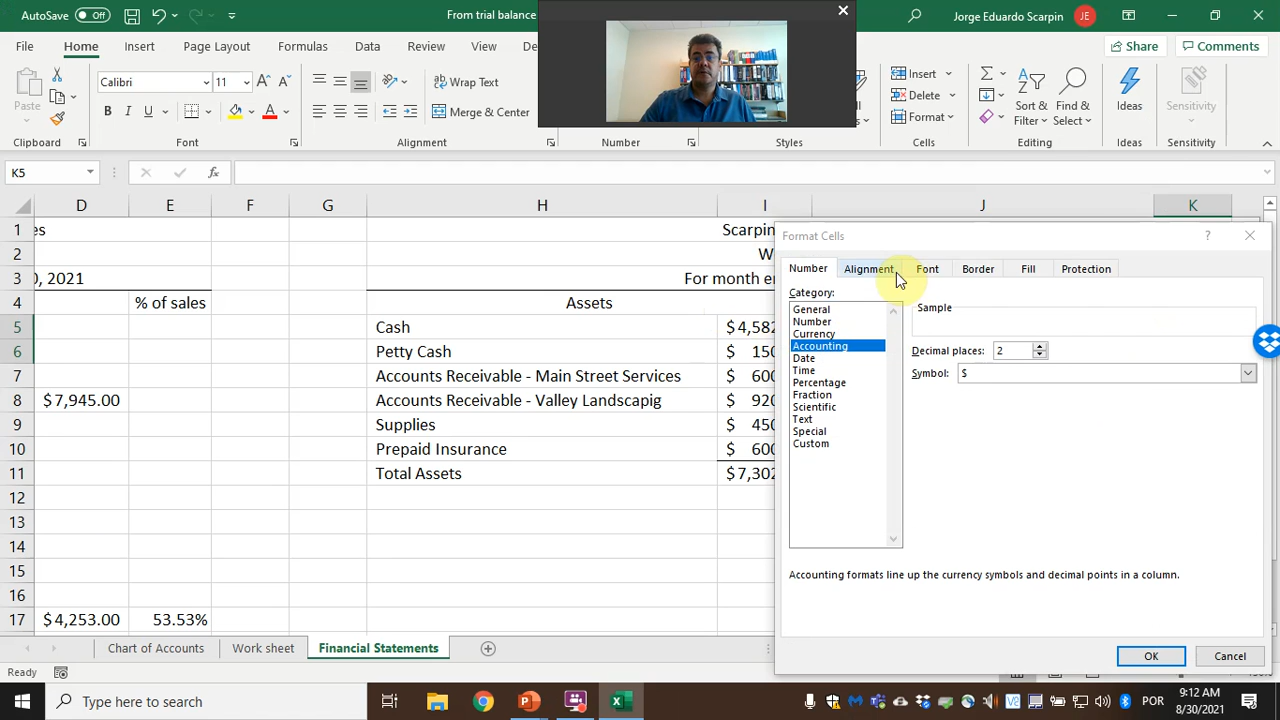 AutoSave Off From trial balance Jorge Eduardo Scarpin JE
File Home Insert Page Layout Formulas Data Review View De Share Comments
Paste Calibri 11 A A Wrap Text Insert Delete Format Sort & Filter Find & Select Ideas Sensitivity
B I U A Merge & Center
Clipboard Font Alignment Number Styles Cells Editing Ideas Sensitivity
K5 fx
D E F G H I J K
1 es Scarpin
2 W
3 0, 2021 For month en
4 % of sales Assets
5 Cash $ 4,582
6 Petty Cash $ 150
7 Accounts Receivable - Main Street Services $ 600
8 $ 7,945.00 Accounts Receivable - Valley Landscapig $ 920
9 Supplies $ 450
10 Prepaid Insurance $ 600
11 Total Assets $ 7,302
12
13
14
15
16
17 $ 4,253.00 53.53%
Format Cells ?
Number Alignment Font Border Fill Protection
Category:
General
Number
Currency
Accounting
Date
Time
Percentage
Fraction
Scientific
Text
Special
Custom
Sample
Decimal places: 2
Symbol: $
Accounting formats line up the currency symbols and decimal points in a column.
OK Cancel
Chart of Accounts Work sheet Financial Statements
Ready
Type here to search POR 9:12 AM
8/30/2021